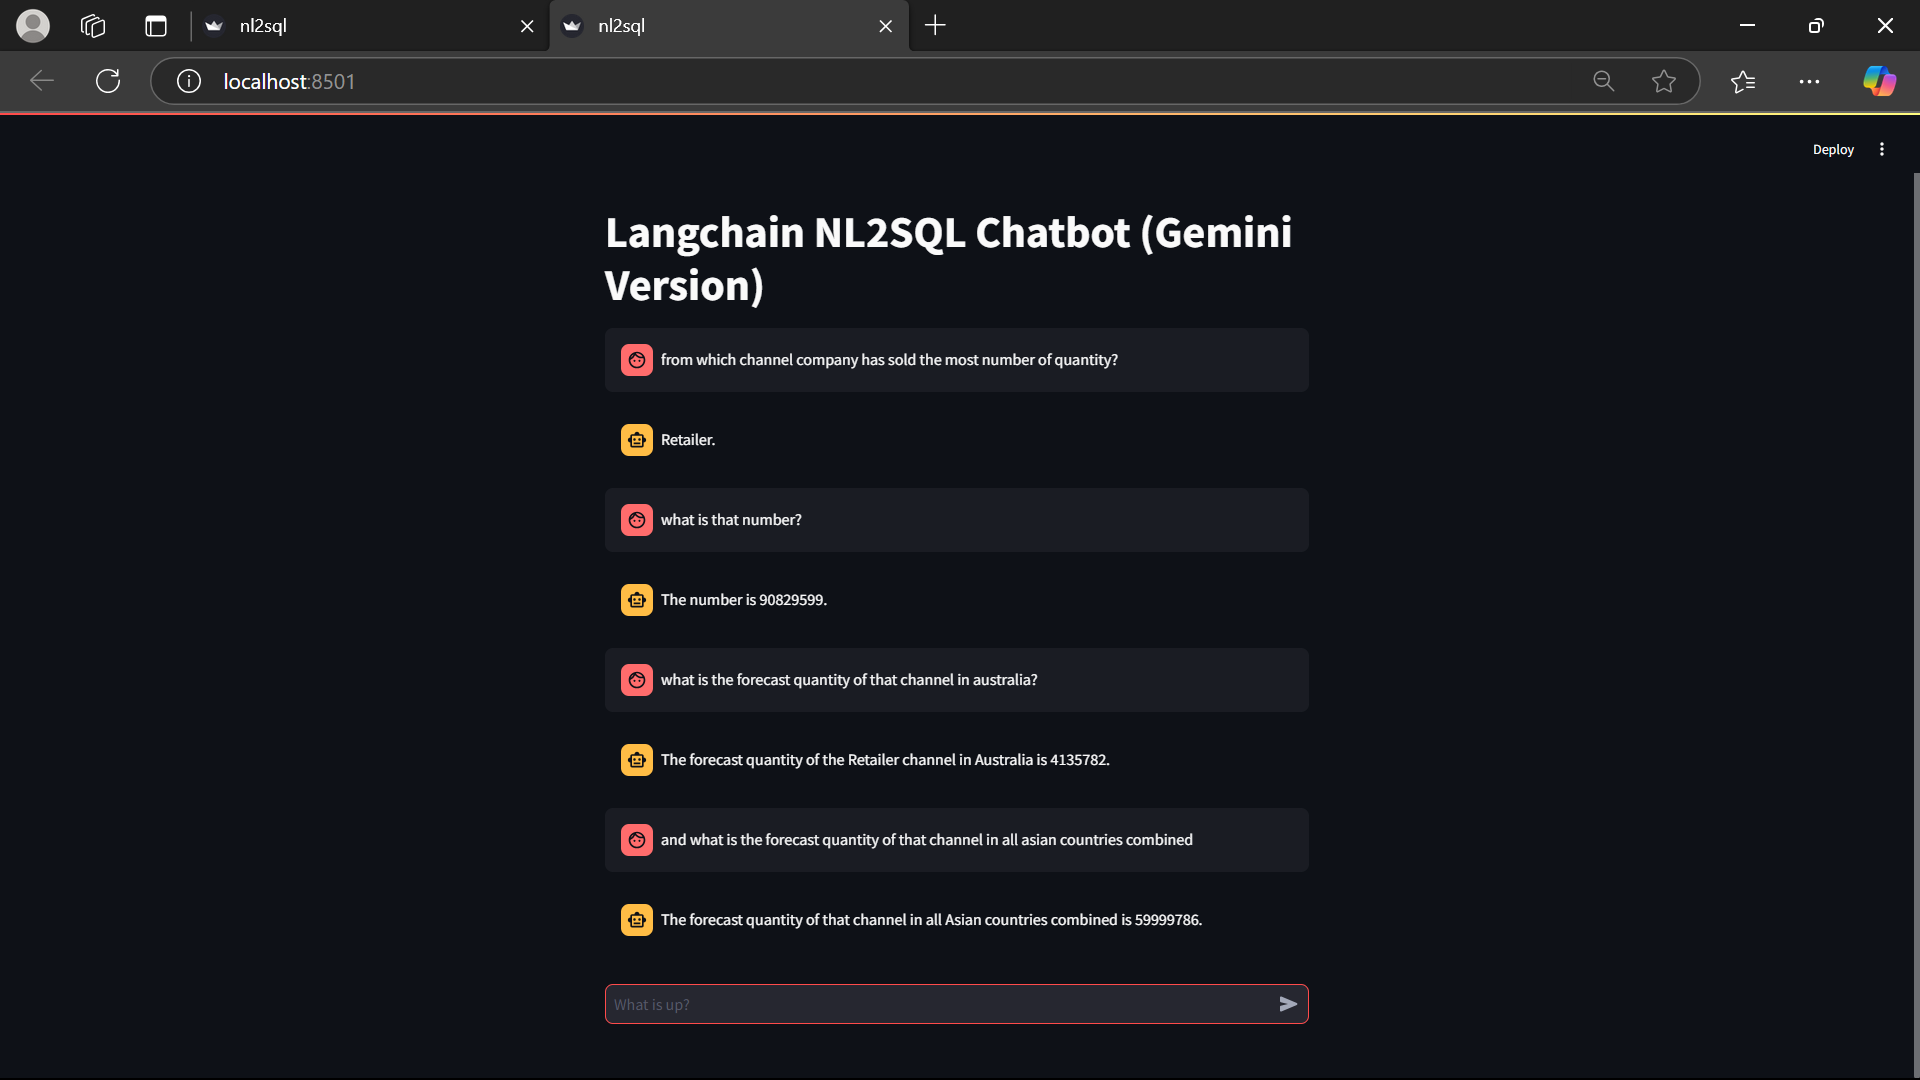 nl2sql
nl2sql
localhost:8501
Deploy
Langchain NL2SQL Chatbot (Gemini
Version)
from which channel company has sold the most number of quantity?
Retailer.
what is that number?
The number is 90829599.
what is the forecast quantity of that channel in australia?
The forecast quantity of the Retailer channel in Australia is 4135782.
and what is the forecast quantity of that channel in all asian countries combined
The forecast quantity of that channel in all Asian countries combined is 59999786.
What is up?